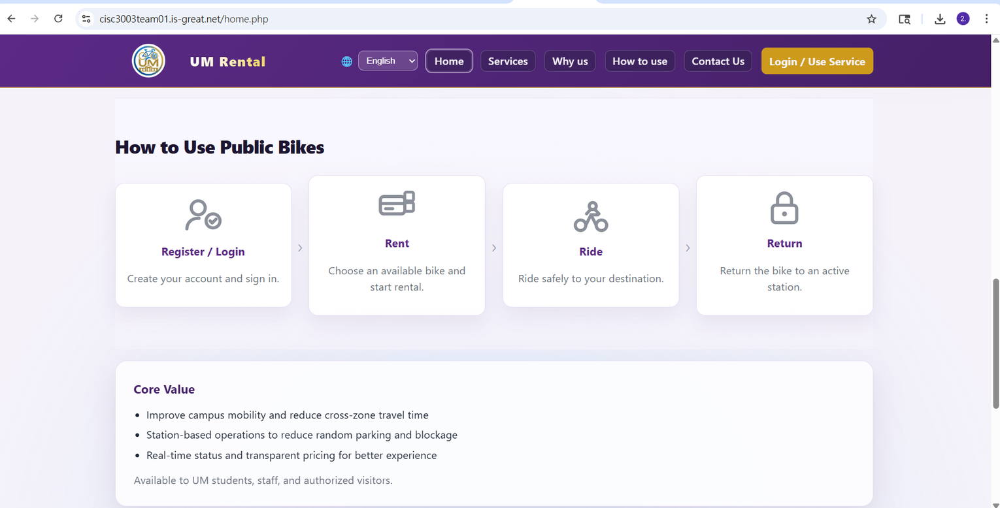 cisc3003team01.is-great.net/home.php
2.
UM
UM Rental
English
Home
Services
Why us
How to use
Contact Us
Login / Use Service
How to Use Public Bikes
Register / Login
Create your account and sign in.
Rent
Choose an available bike and
start rental.
Ride
Ride safely to your destination.
Return
Return the bike to an active
station.
Core Value
• Improve campus mobility and reduce cross-zone travel time
• Station-based operations to reduce random parking and blockage
• Real-time status and transparent pricing for better experience
Available to UM students, staff, and authorized visitors.